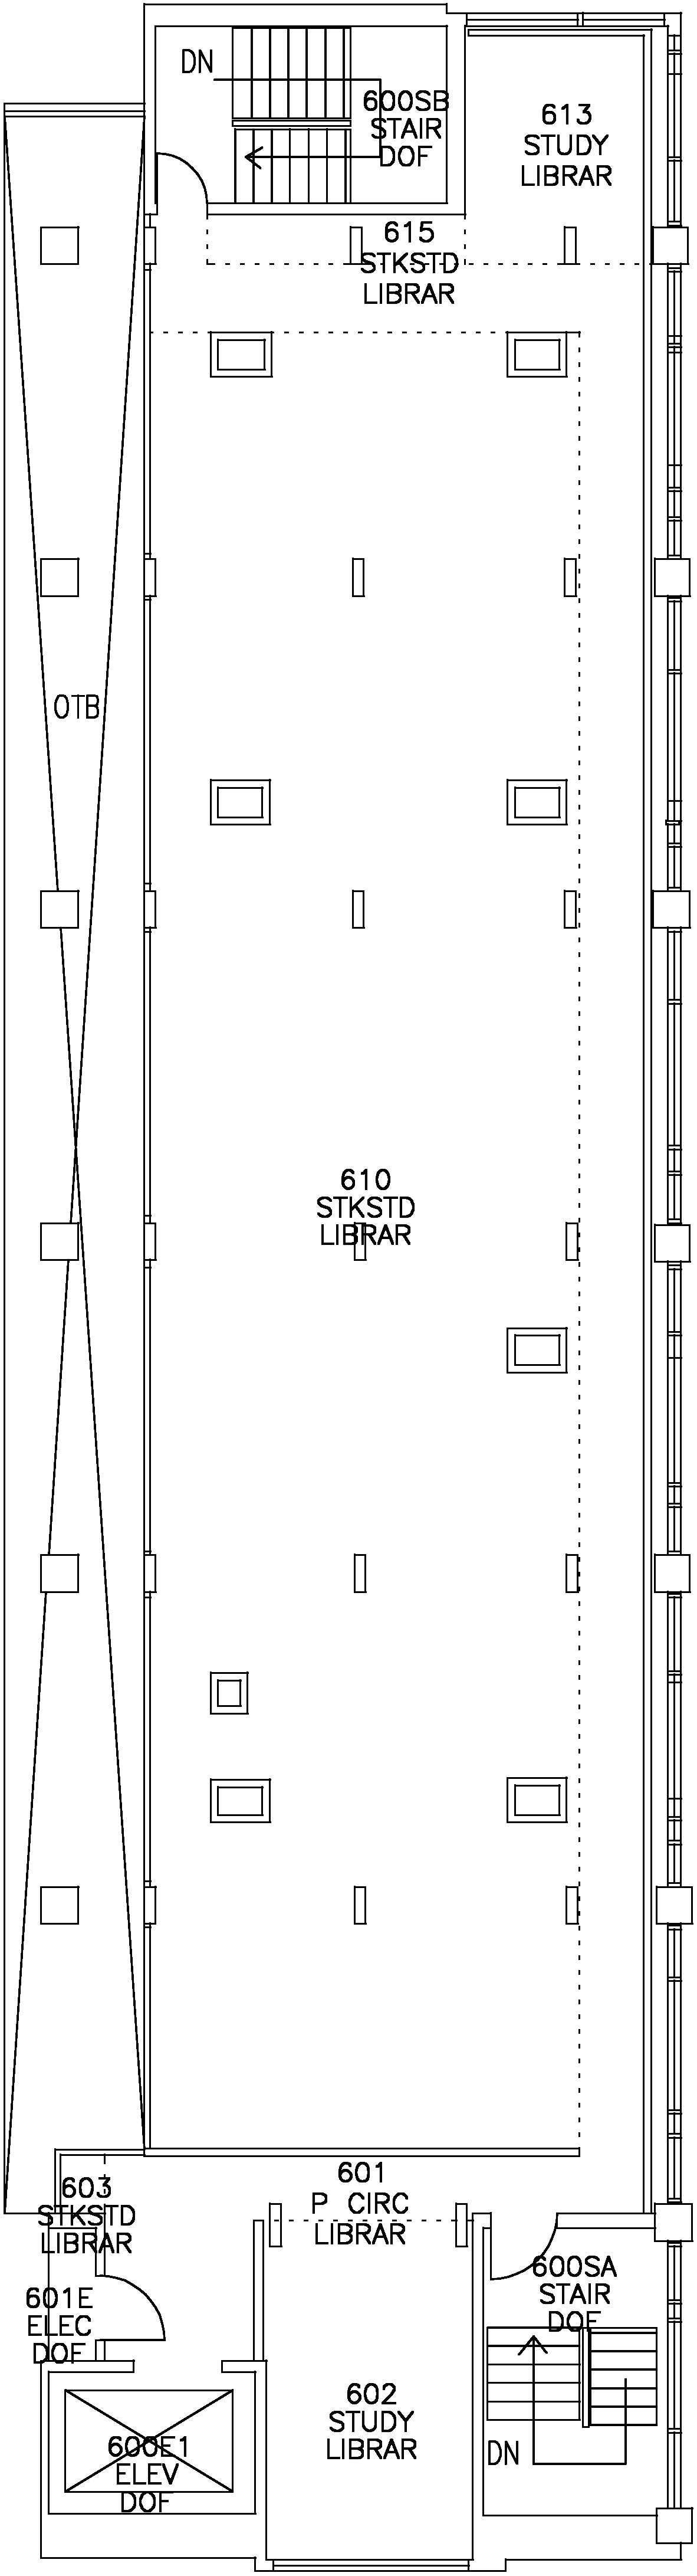 DN
600SB
STAIR
DOF
613
STUDY
LIBRAR
615
STKSTD
LIBRAR
OTB
610
STKSTD
LIBRAR
601
P CIRC
LIBRAR
603
STKSTD
LIBRAR
600SA
STAIR
DOF
601E
ELEC
DOF
602
STUDY
LIBRAR
600E1
ELEV
DOF
DN